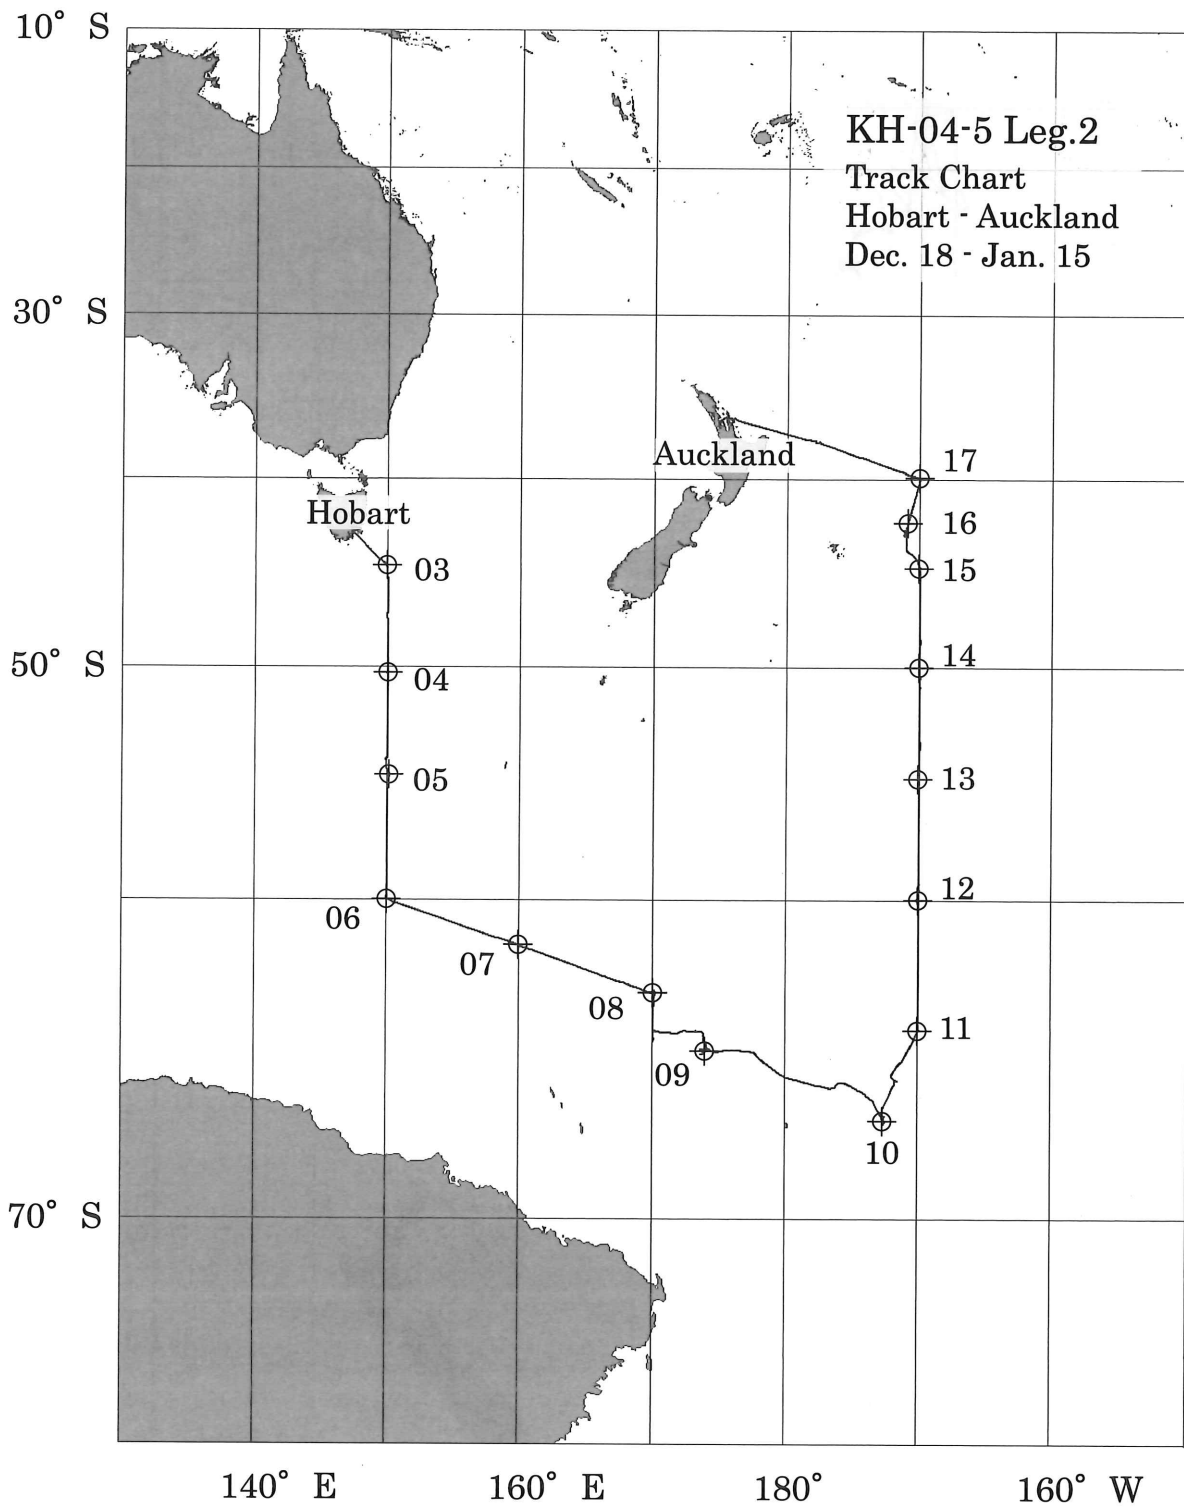 10° S
KH-04-5 Leg.2
Track Chart
Hobart - Auckland
Dec. 18 - Jan. 15
30° S
Auckland
17
Hobart
16
03
15
50° S
04
14
05
13
06
12
07
08
11
09
10
70° S
140° E
160° E
180°
160° W